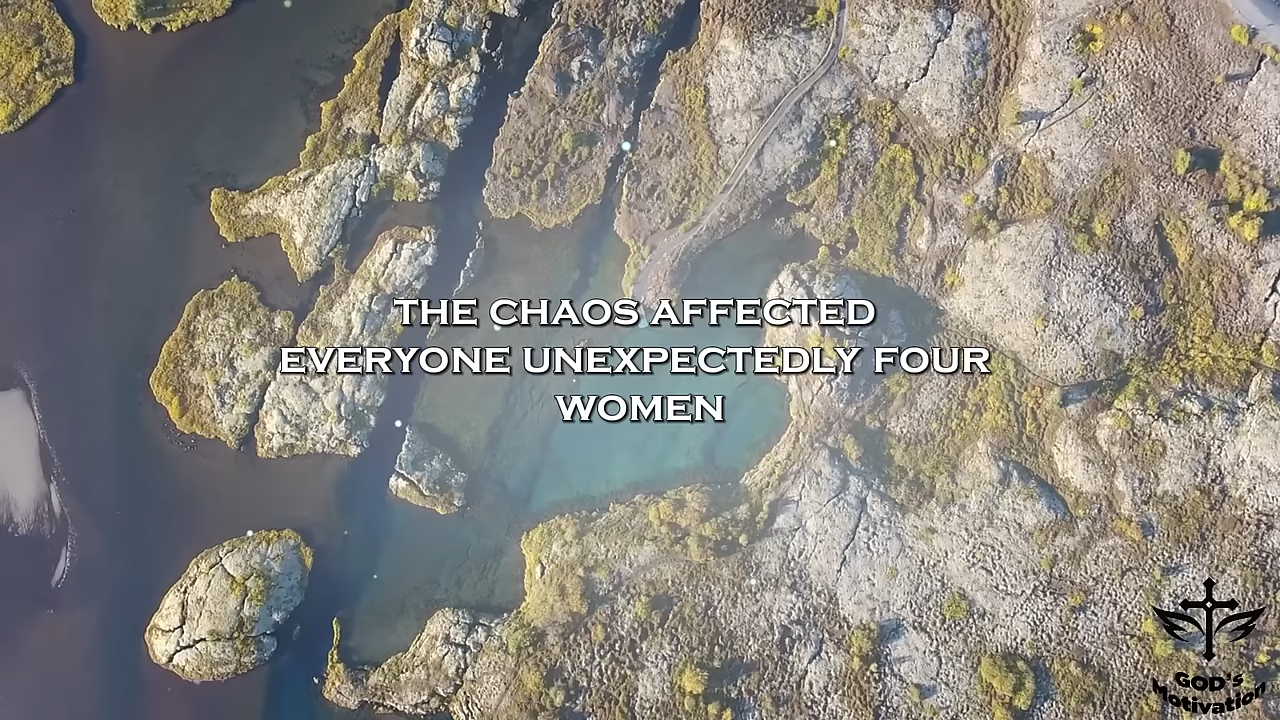 THE CHAOS AFFECTED
EVERYONE UNEXPECTEDLY FOUR
WOMEN
GOD's
Motivation